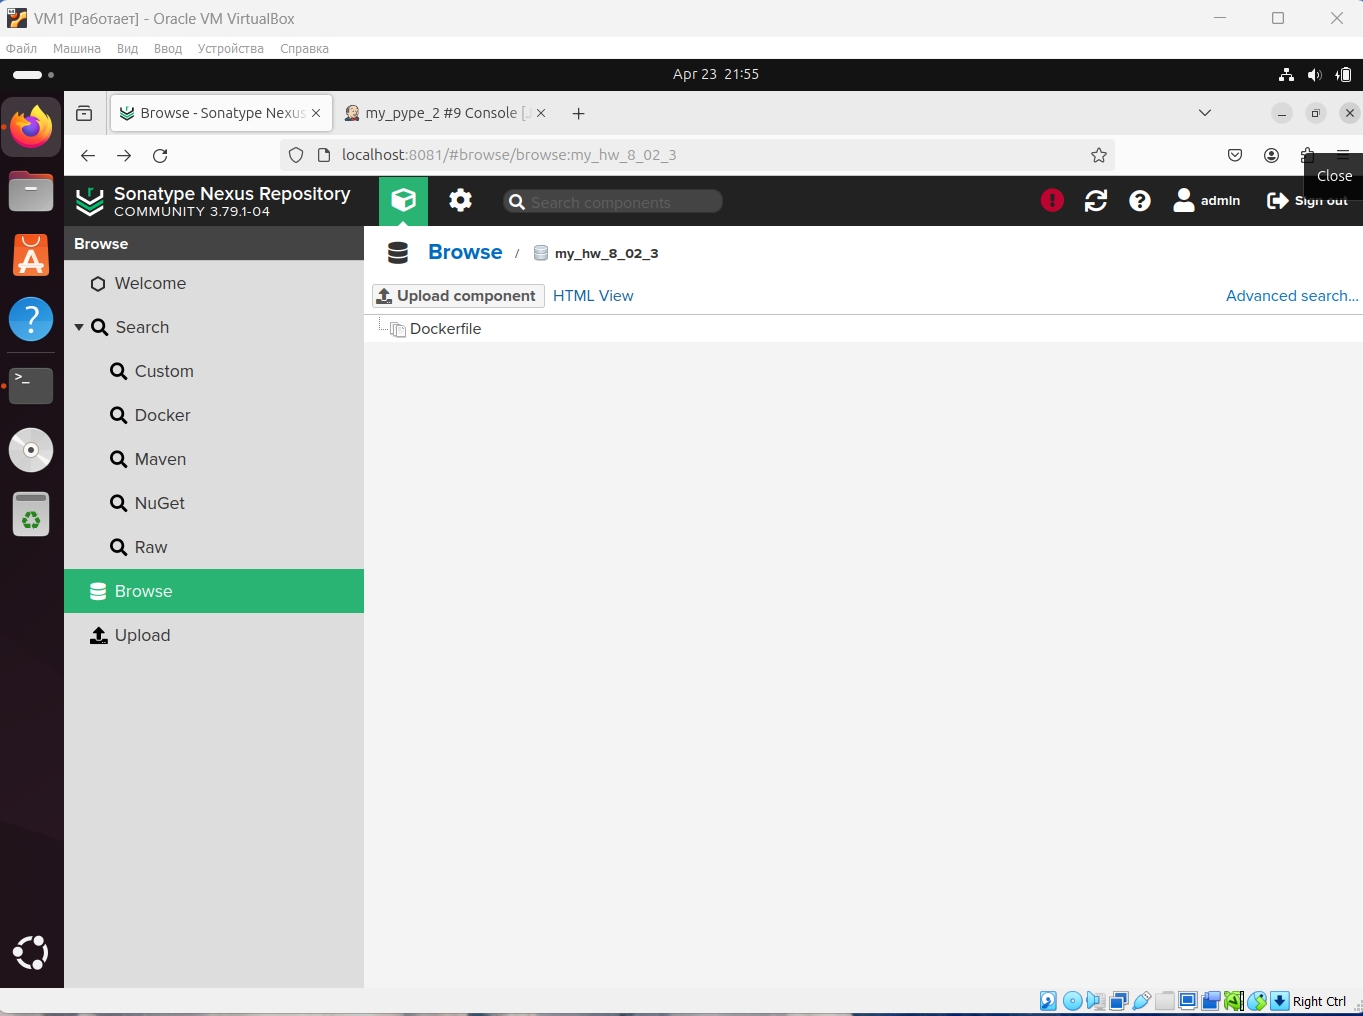 VM1 [Работает] - Oracle VM VirtualBox
Файл Машина Вид Ввод Устройства Справка
Apr 23 21:55
Browse - Sonatype Nexus
my_pype_2 #9 Console [J
localhost:8081/#browse/browse:my_hw_8_02_3
Close
Sonatype Nexus Repository
COMMUNITY 3.79.1-04
Search components
admin
Sign out
Browse
Browse / my_hw_8_02_3
Welcome
Upload component HTML View Advanced search...
Search
Dockerfile
Custom
Docker
Maven
NuGet
Raw
Browse
Upload
Right Ctrl